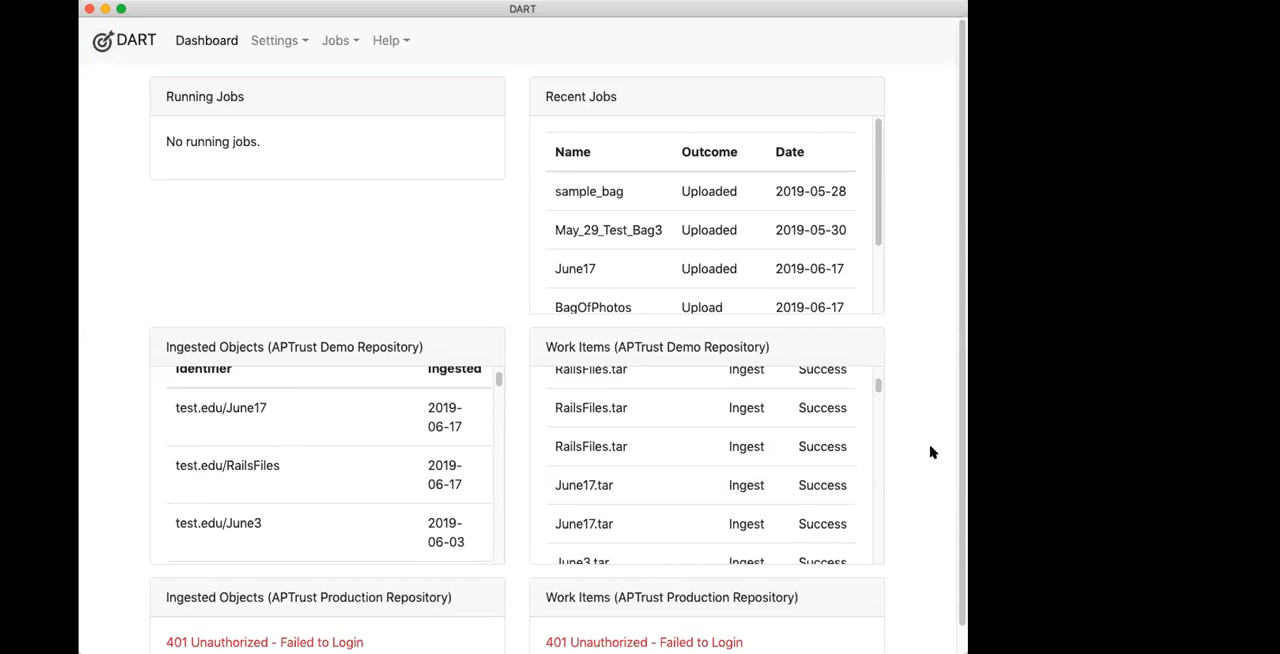 DART
DART Dashboard Settings Jobs Help
Running Jobs
No running jobs.
Recent Jobs
Name Outcome Date
sample_bag Uploaded 2019-05-28
May_29_Test_Bag3 Uploaded 2019-05-30
June17 Uploaded 2019-06-17
BagOfPhotos Upload 2019-06-17
Ingested Objects (APTrust Demo Repository)
Identifier Ingested
test.edu/June17 2019-
06-17
test.edu/RailsFiles 2019-
06-17
test.edu/June3 2019-
06-03
Work Items (APTrust Demo Repository)
RailsFiles.tar Ingest Success
RailsFiles.tar Ingest Success
RailsFiles.tar Ingest Success
June17.tar Ingest Success
June17.tar Ingest Success
June3.tar Ingest Success
Ingested Objects (APTrust Production Repository)
401 Unauthorized - Failed to Login
Work Items (APTrust Production Repository)
401 Unauthorized - Failed to Login